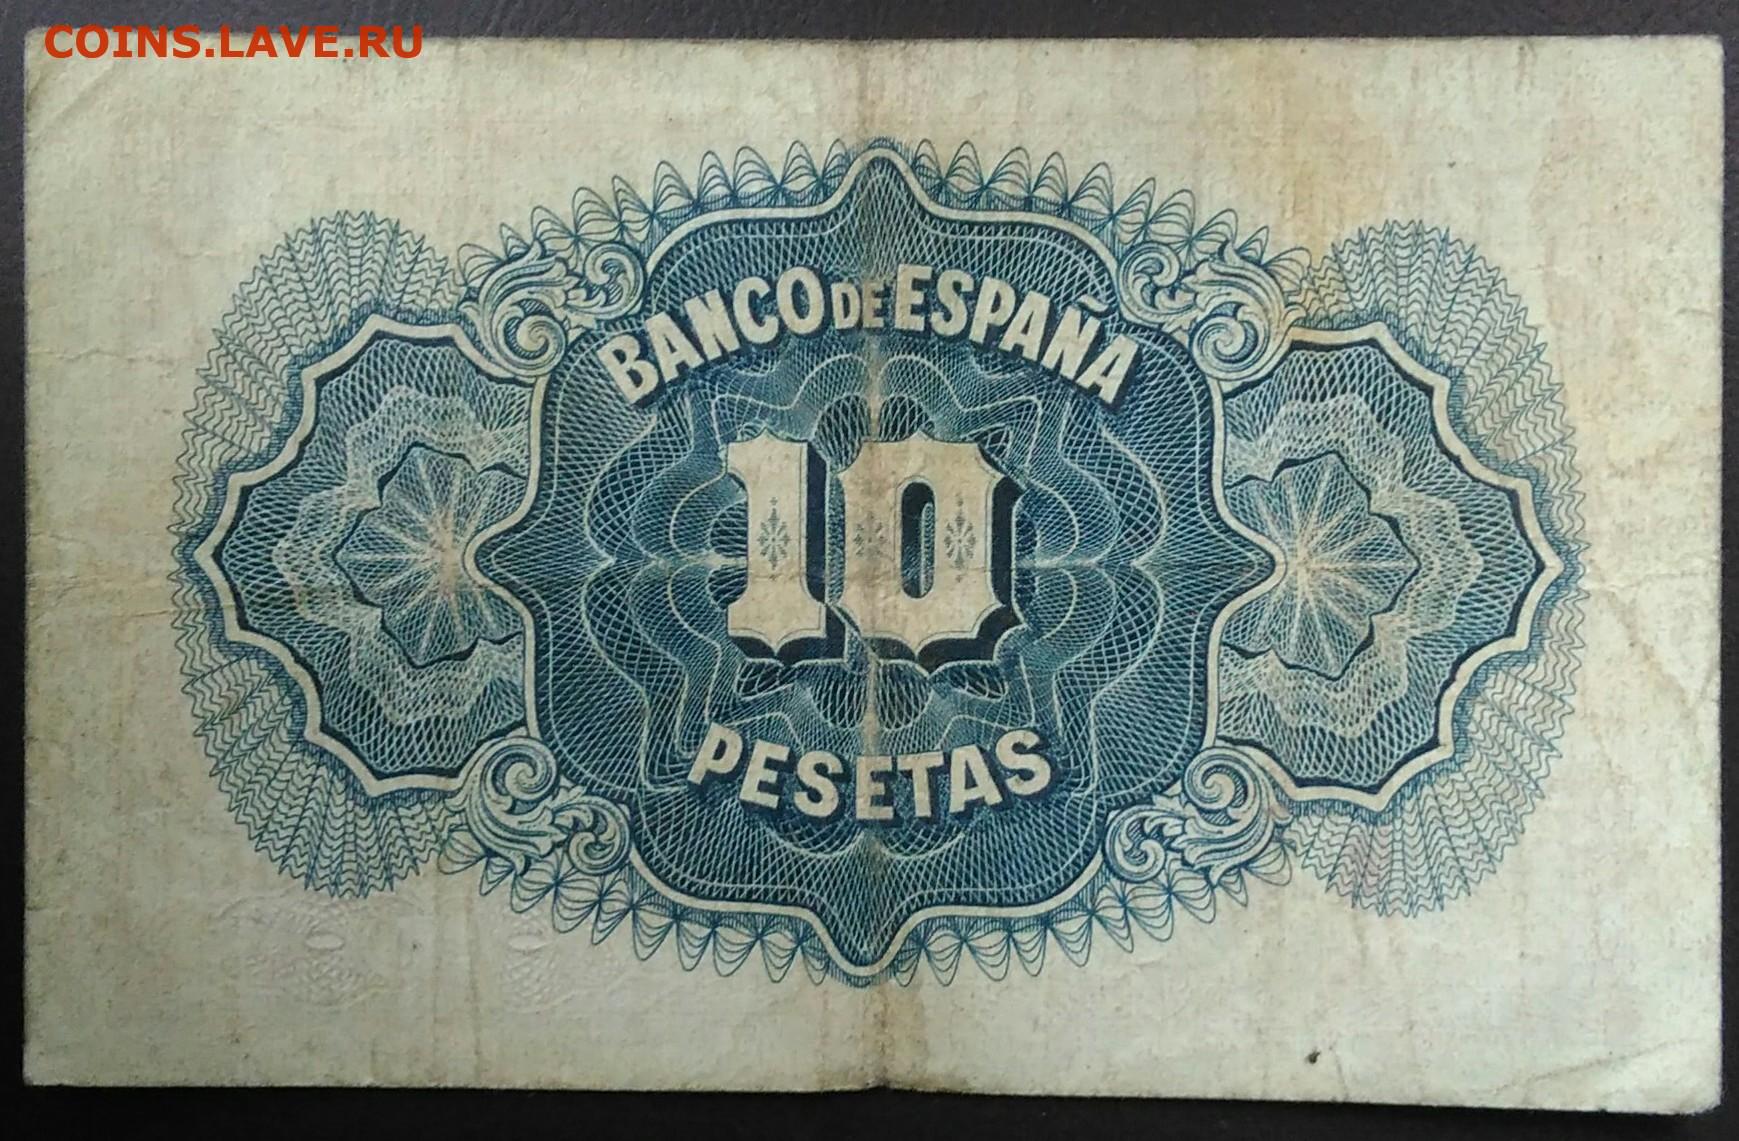 COINS.LAVE.RU
BANCO DE ESPAÑA
10
PESETAS